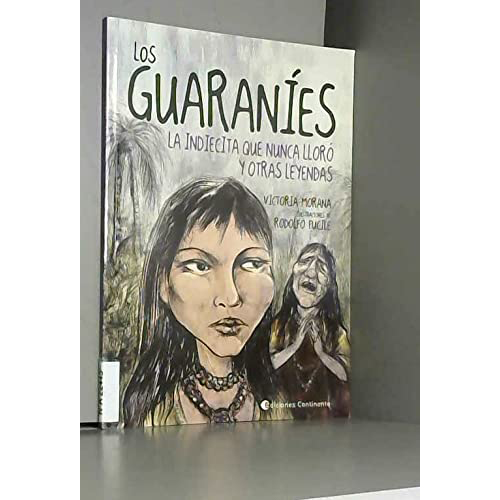 LOS
GUARANÍES
LA INDIECITA QUE NUNCA LLORÓ
Y OTRAS LEYENDAS
VICTORIA MORANA
ILUSTRACIONES DE
RODOLFO FUCILE
Ediciones Continente